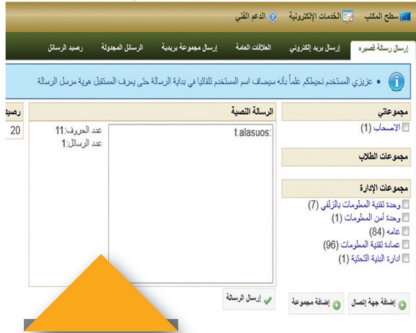 سطح المكتب الخدمات الإلكترونية الدعم الفني
إرسال رسالة قصيره إرسال بريد إلكتروني العلاقات العامة إرسال مجموعة بريدية الرسائل المجدولة رصيد الرسائل
عزيزي المستخدم نحيطكم علماً بأنه سيضاف اسم المستخدم تلقائيا في بداية الرسالة حتى يعرف المستقبل هوية مرسل الرسالة
مجموعاتي
الاصحاب (1)
مجموعات الطلاب
مجموعات الإدارة
وحدة تقنية المعلومات بالزلفي (7)
وحدة أمن المعلومات (1)
عامه (84)
عمادة تقنية المعلومات (96)
ادارة البنية التحتية (1)
إضافة جهة إتصال إضافة مجموعة
الرسالة النصية
t.alasuos:
عدد الحروف:11
عدد الرسائل:1
إرسال الرسالة
رصيد
20